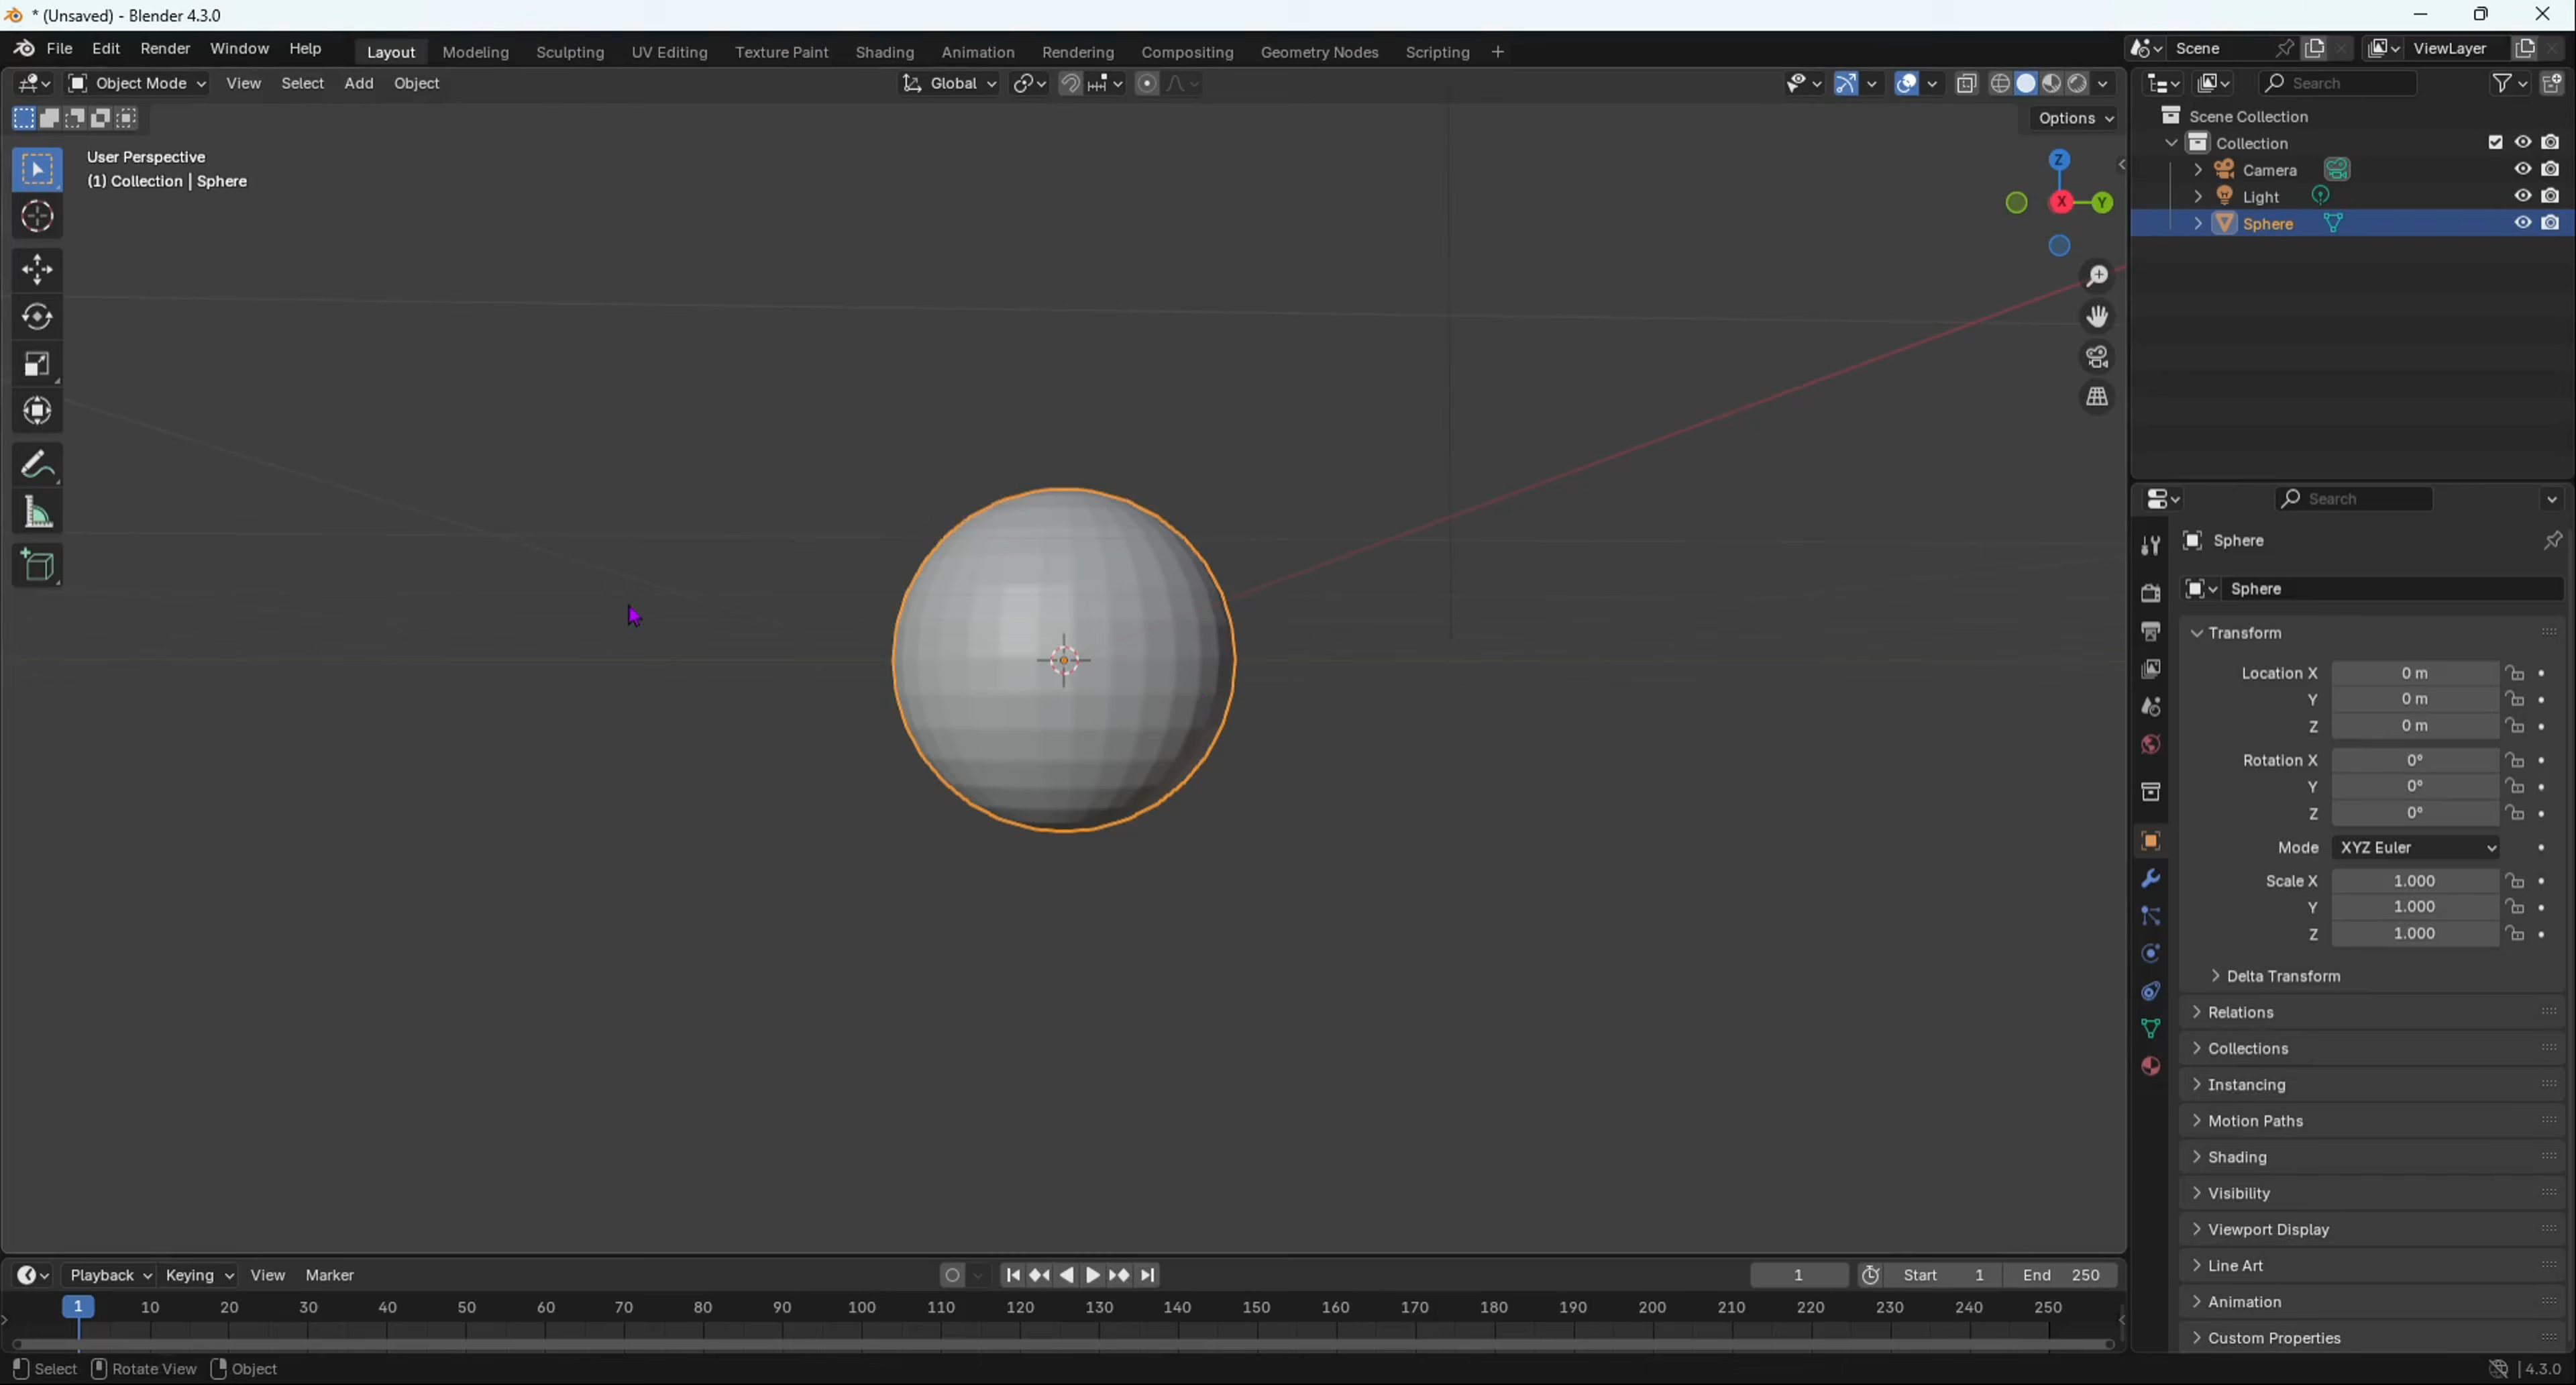 * (Unsaved) - Blender 4.3.0
File Edit Render Window Help Layout Modeling Sculpting UV Editing Texture Paint Shading Animation Rendering Compositing Geometry Nodes Scripting + Scene ViewLayer
Object Mode View Select Add Object Global Search
Options
User Perspective
(1) Collection | Sphere
Z
X Y
Scene Collection
Collection
Camera
Light
Sphere
Search
Sphere
Sphere
Transform
Location X 0 m
Y 0 m
Z 0 m
Rotation X 0°
Y 0°
Z 0°
Mode XYZ Euler
Scale X 1.000
Y 1.000
Z 1.000
Delta Transform
Relations
Collections
Instancing
Motion Paths
Shading
Visibility
Viewport Display
Line Art
Animation
Custom Properties
Playback Keying View Marker 1 Start 1 End 250
1 10 20 30 40 50 60 70 80 90 100 110 120 130 140 150 160 170 180 190 200 210 220 230 240 250
Select Rotate View Object 4.3.0